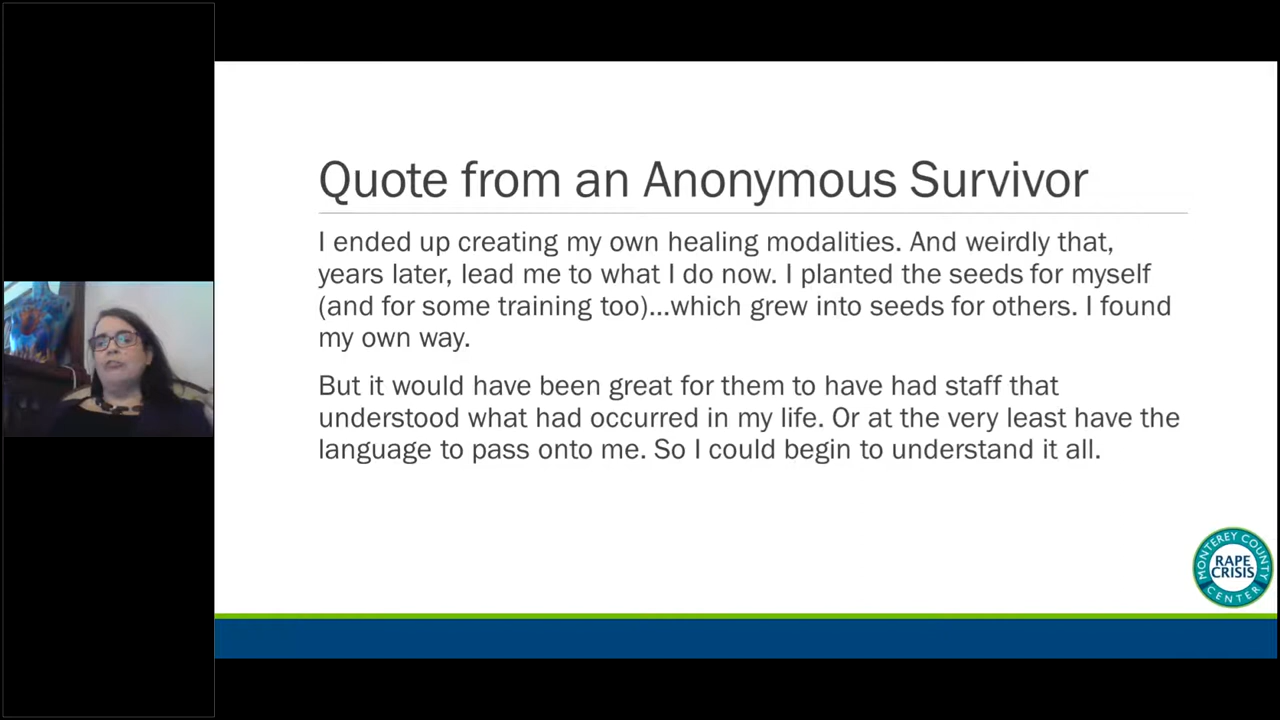 Quote from an Anonymous Survivor
I ended up creating my own healing modalities. And weirdly that,
years later, lead me to what I do now. I planted the seeds for myself
(and for some training too)...which grew into seeds for others. I found
my own way.
But it would have been great for them to have had staff that
understood what had occurred in my life. Or at the very least have the
language to pass onto me. So I could begin to understand it all.
MONTEREY COUNTY
RAPE
CRISIS
CENTER